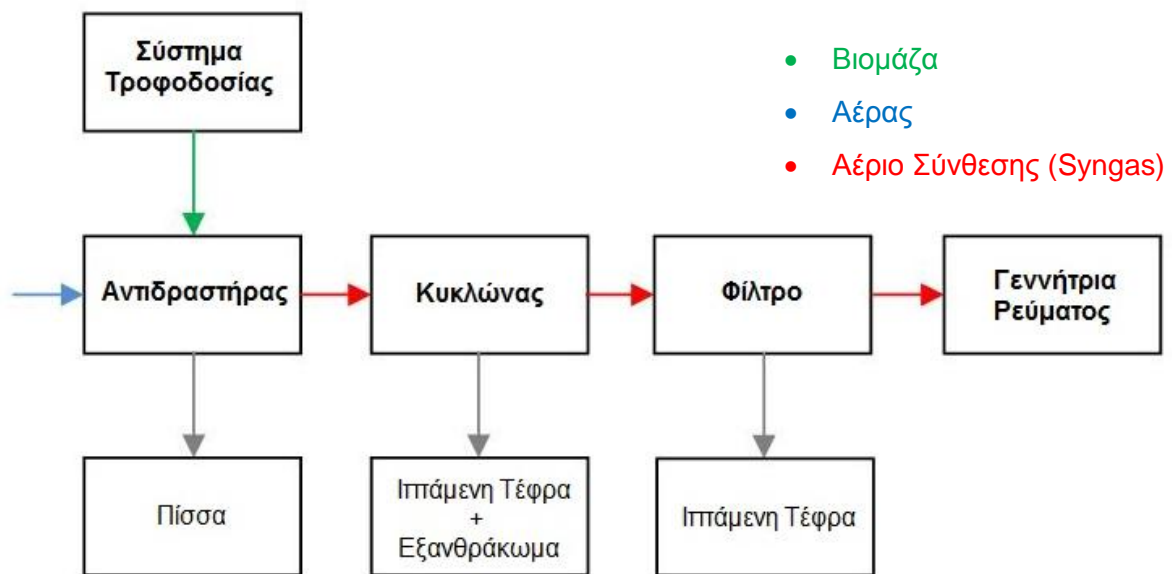 Σύστημα
Τροφοδοσίας
Βιομάζα
Αέρας
Αέριο Σύνθεσης (Syngas)
Αντιδραστήρας
Κυκλώνας
Φίλτρο
Γεννήτρια
Ρεύματος
Πίσσα
Ιπτάμενη Τέφρα
+
Εξανθράκωμα
Ιπτάμενη Τέφρα